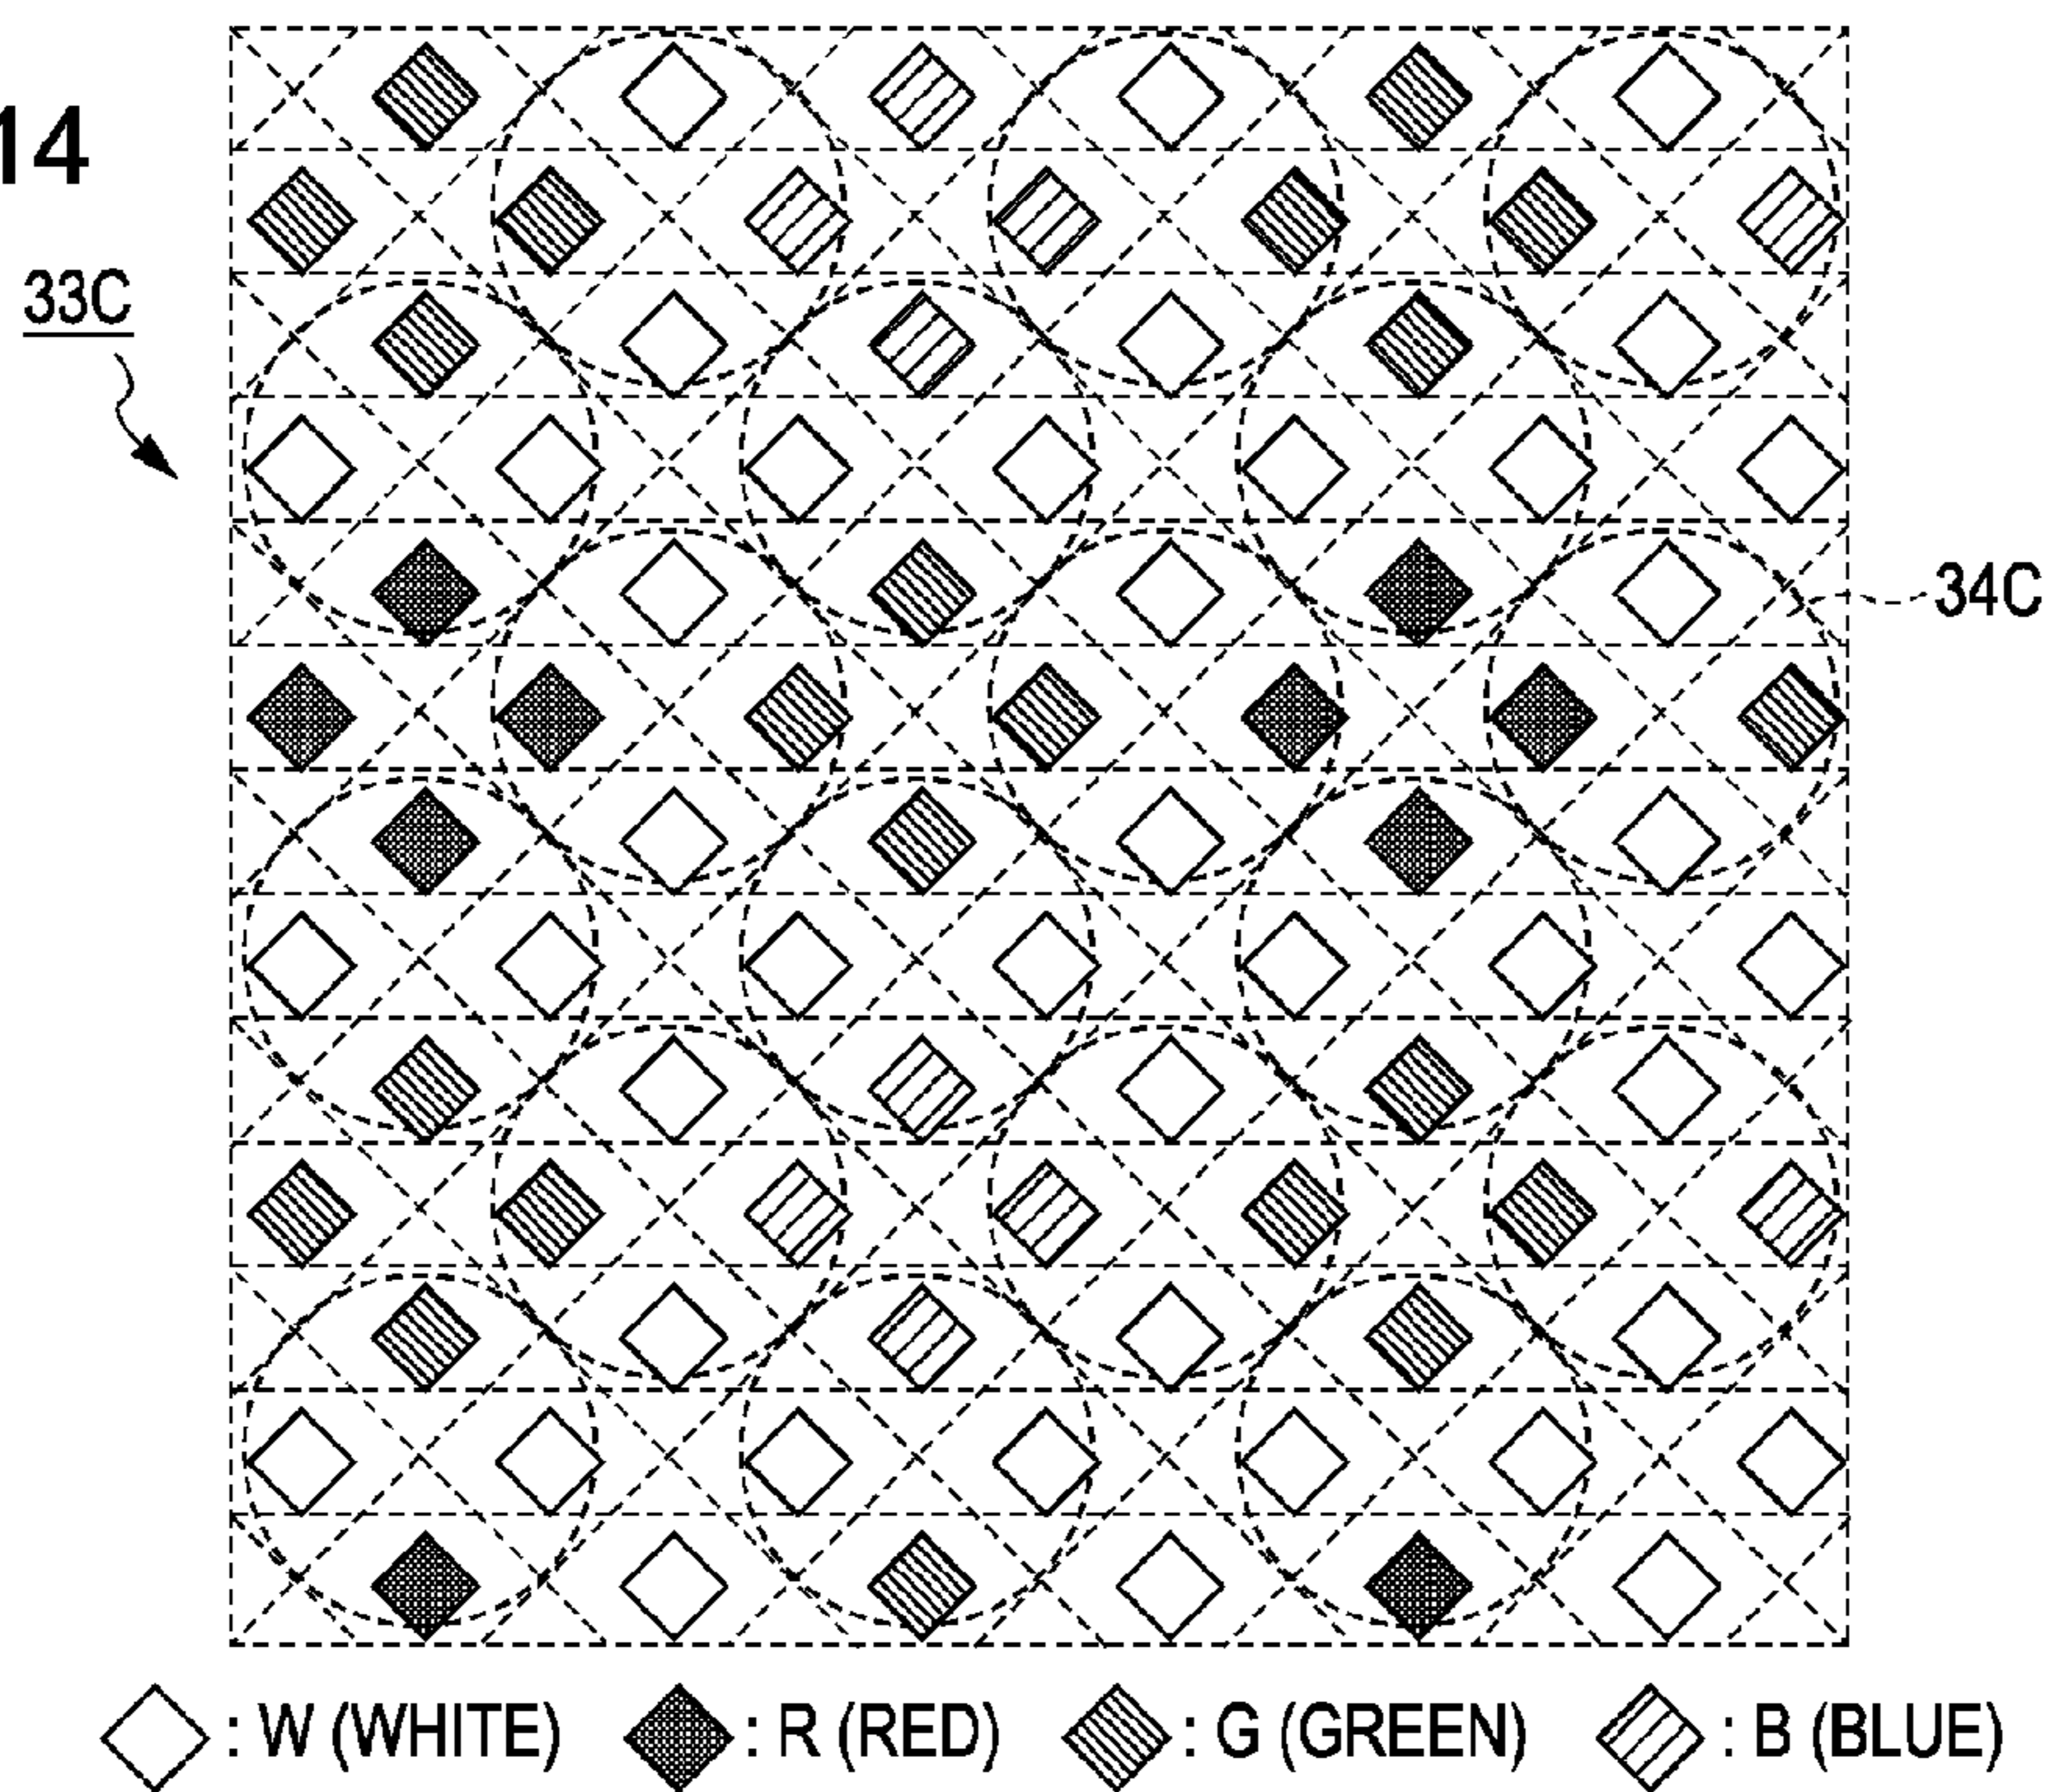 14
33C
34C
: W (WHITE) : R (RED) : G (GREEN) : B (BLUE)